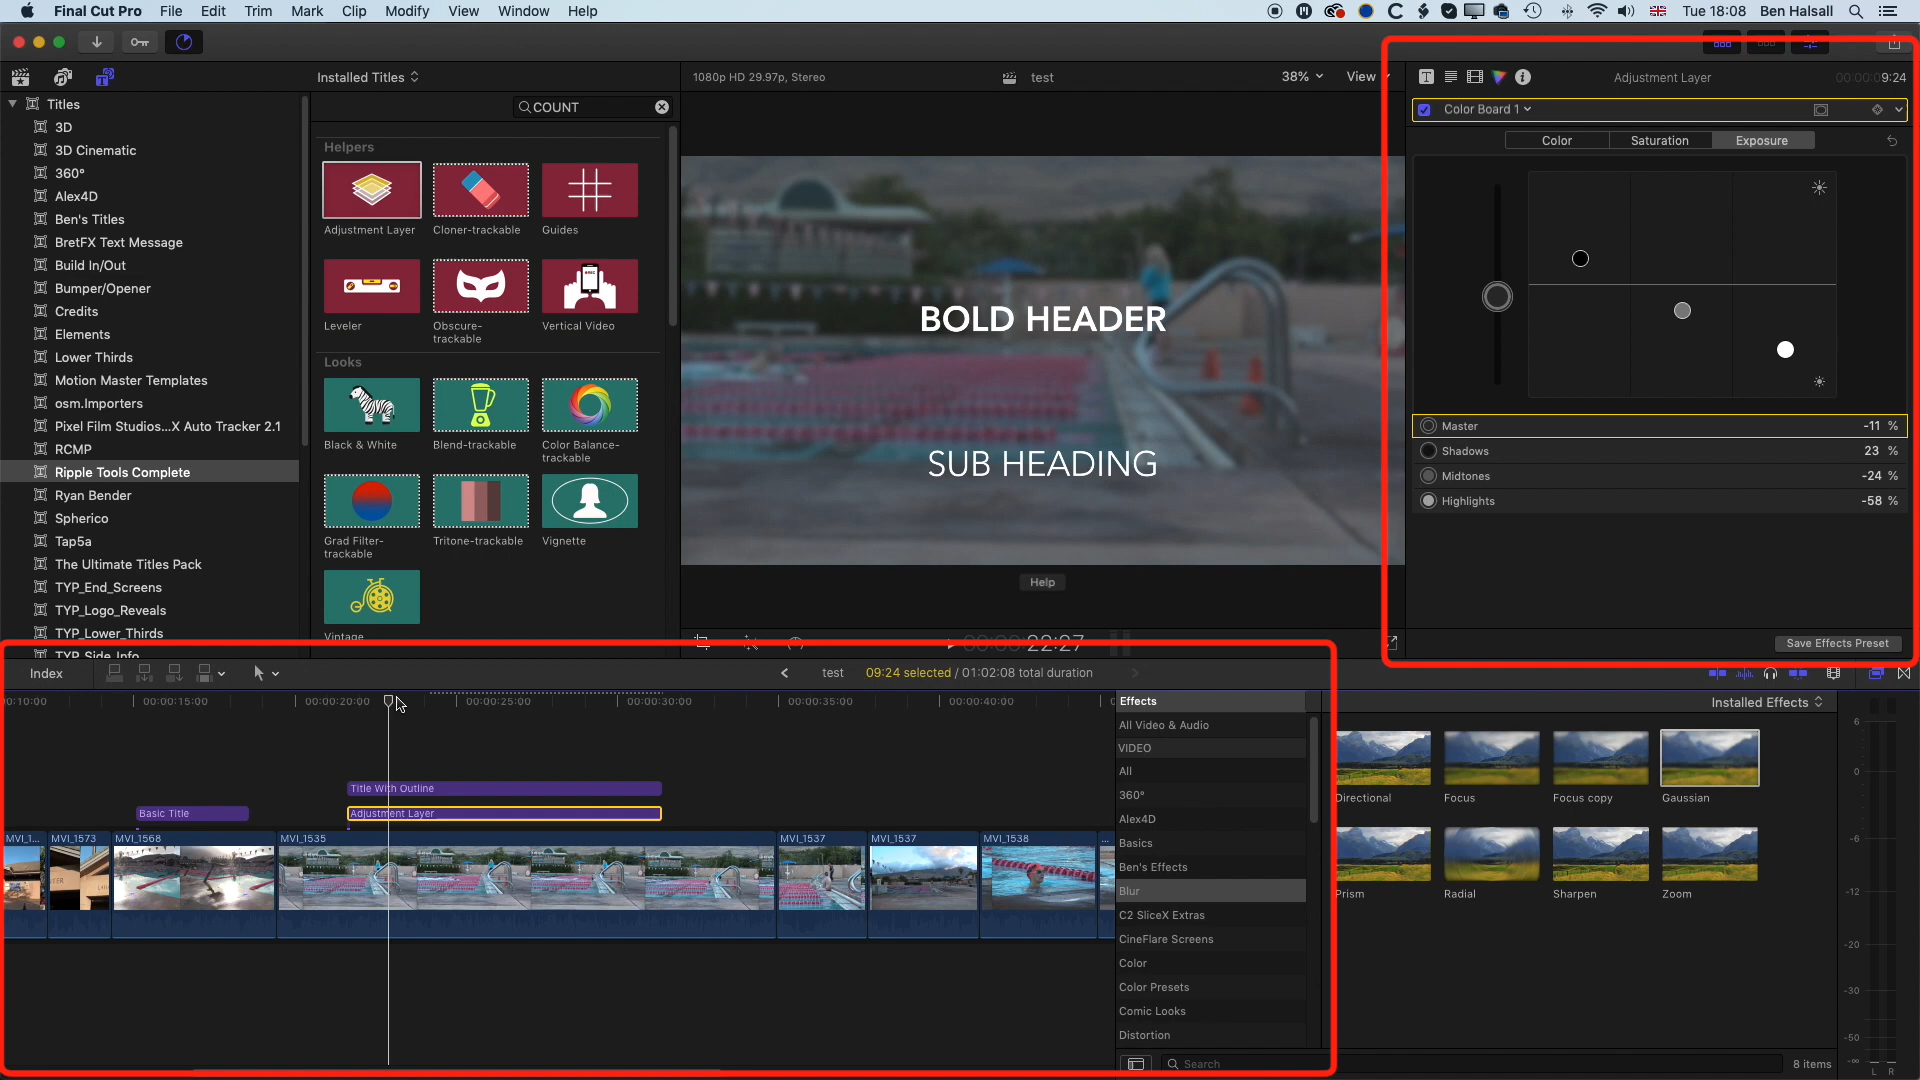 Final Cut Pro File Edit Trim Mark Clip Modify View Window Help
Tue 18:08 Ben Halsall
Installed Titles
1080p HD 29.97p, Stereo
test
38% View
Adjustment Layer
00:00:09:24
Titles
3D
3D Cinematic
360°
Alex4D
Ben's Titles
BretFX Text Message
Build In/Out
Bumper/Opener
Credits
Elements
Lower Thirds
Motion Master Templates
osm.Importers
Pixel Film Studios...X Auto Tracker 2.1
RCMP
Ripple Tools Complete
Ryan Bender
Spherico
Tap5a
The Ultimate Titles Pack
TYP_End_Screens
TYP_Logo_Reveals
TYP_Lower_Thirds
TYP_Side_Info
COUNT
Helpers
Adjustment Layer
Cloner-trackable
Guides
Leveler
Obscure-
trackable
Vertical Video
Looks
Black & White
Blend-trackable
Color Balance-
trackable
Grad Filter-
trackable
Tritone-trackable
Vignette
Vintage
BOLD HEADER
SUB HEADING
Help
00:00:22:27
Color Board 1
Color Saturation Exposure
Master -11 %
Shadows 23 %
Midtones -24 %
Highlights -58 %
Save Effects Preset
Index
test
09:24 selected / 01:02:08 total duration
0:10:00 00:00:15:00 00:00:20:00 00:00:25:00 00:00:30:00 00:00:35:00 00:00:40:00
Title With Outline
Basic Title
Adjustment Layer
MVI_1... MVI_1573 MVI_1568 MVI_1535 MVI_1537 MVI_1537 MVI_1538 ...
Effects
All Video & Audio
VIDEO
All
360°
Alex4D
Basics
Ben's Effects
Blur
C2 SliceX Extras
CineFlare Screens
Color
Color Presets
Comic Looks
Distortion
Search
Installed Effects
Directional
Focus
Focus copy
Gaussian
Prism
Radial
Sharpen
Zoom
8 items
6
0
-6
-12
-20
-30
-50
-∞
L R